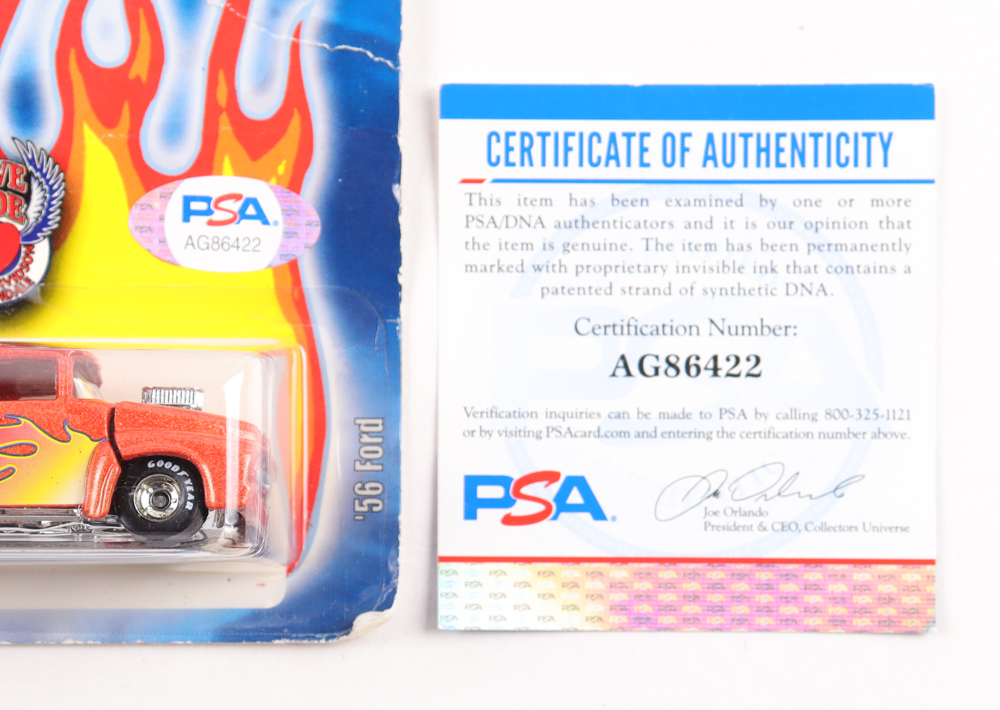 PSA
AG86422
GOODYEAR
'56 Ford
CERTIFICATE OF AUTHENTICITY
This item has been examined by one or more
PSA/DNA authenticators and it is our opinion that
the item is genuine. The item has been permanently
marked with proprietary invisible ink that contains a
patented strand of synthetic DNA.
Certification Number:
AG86422
Verification inquiries can be made to PSA by calling 800-325-1121
or by visiting PSAcard.com and entering the certification number above.
PSA
Joe Orlando
President & CEO, Collectors Universe